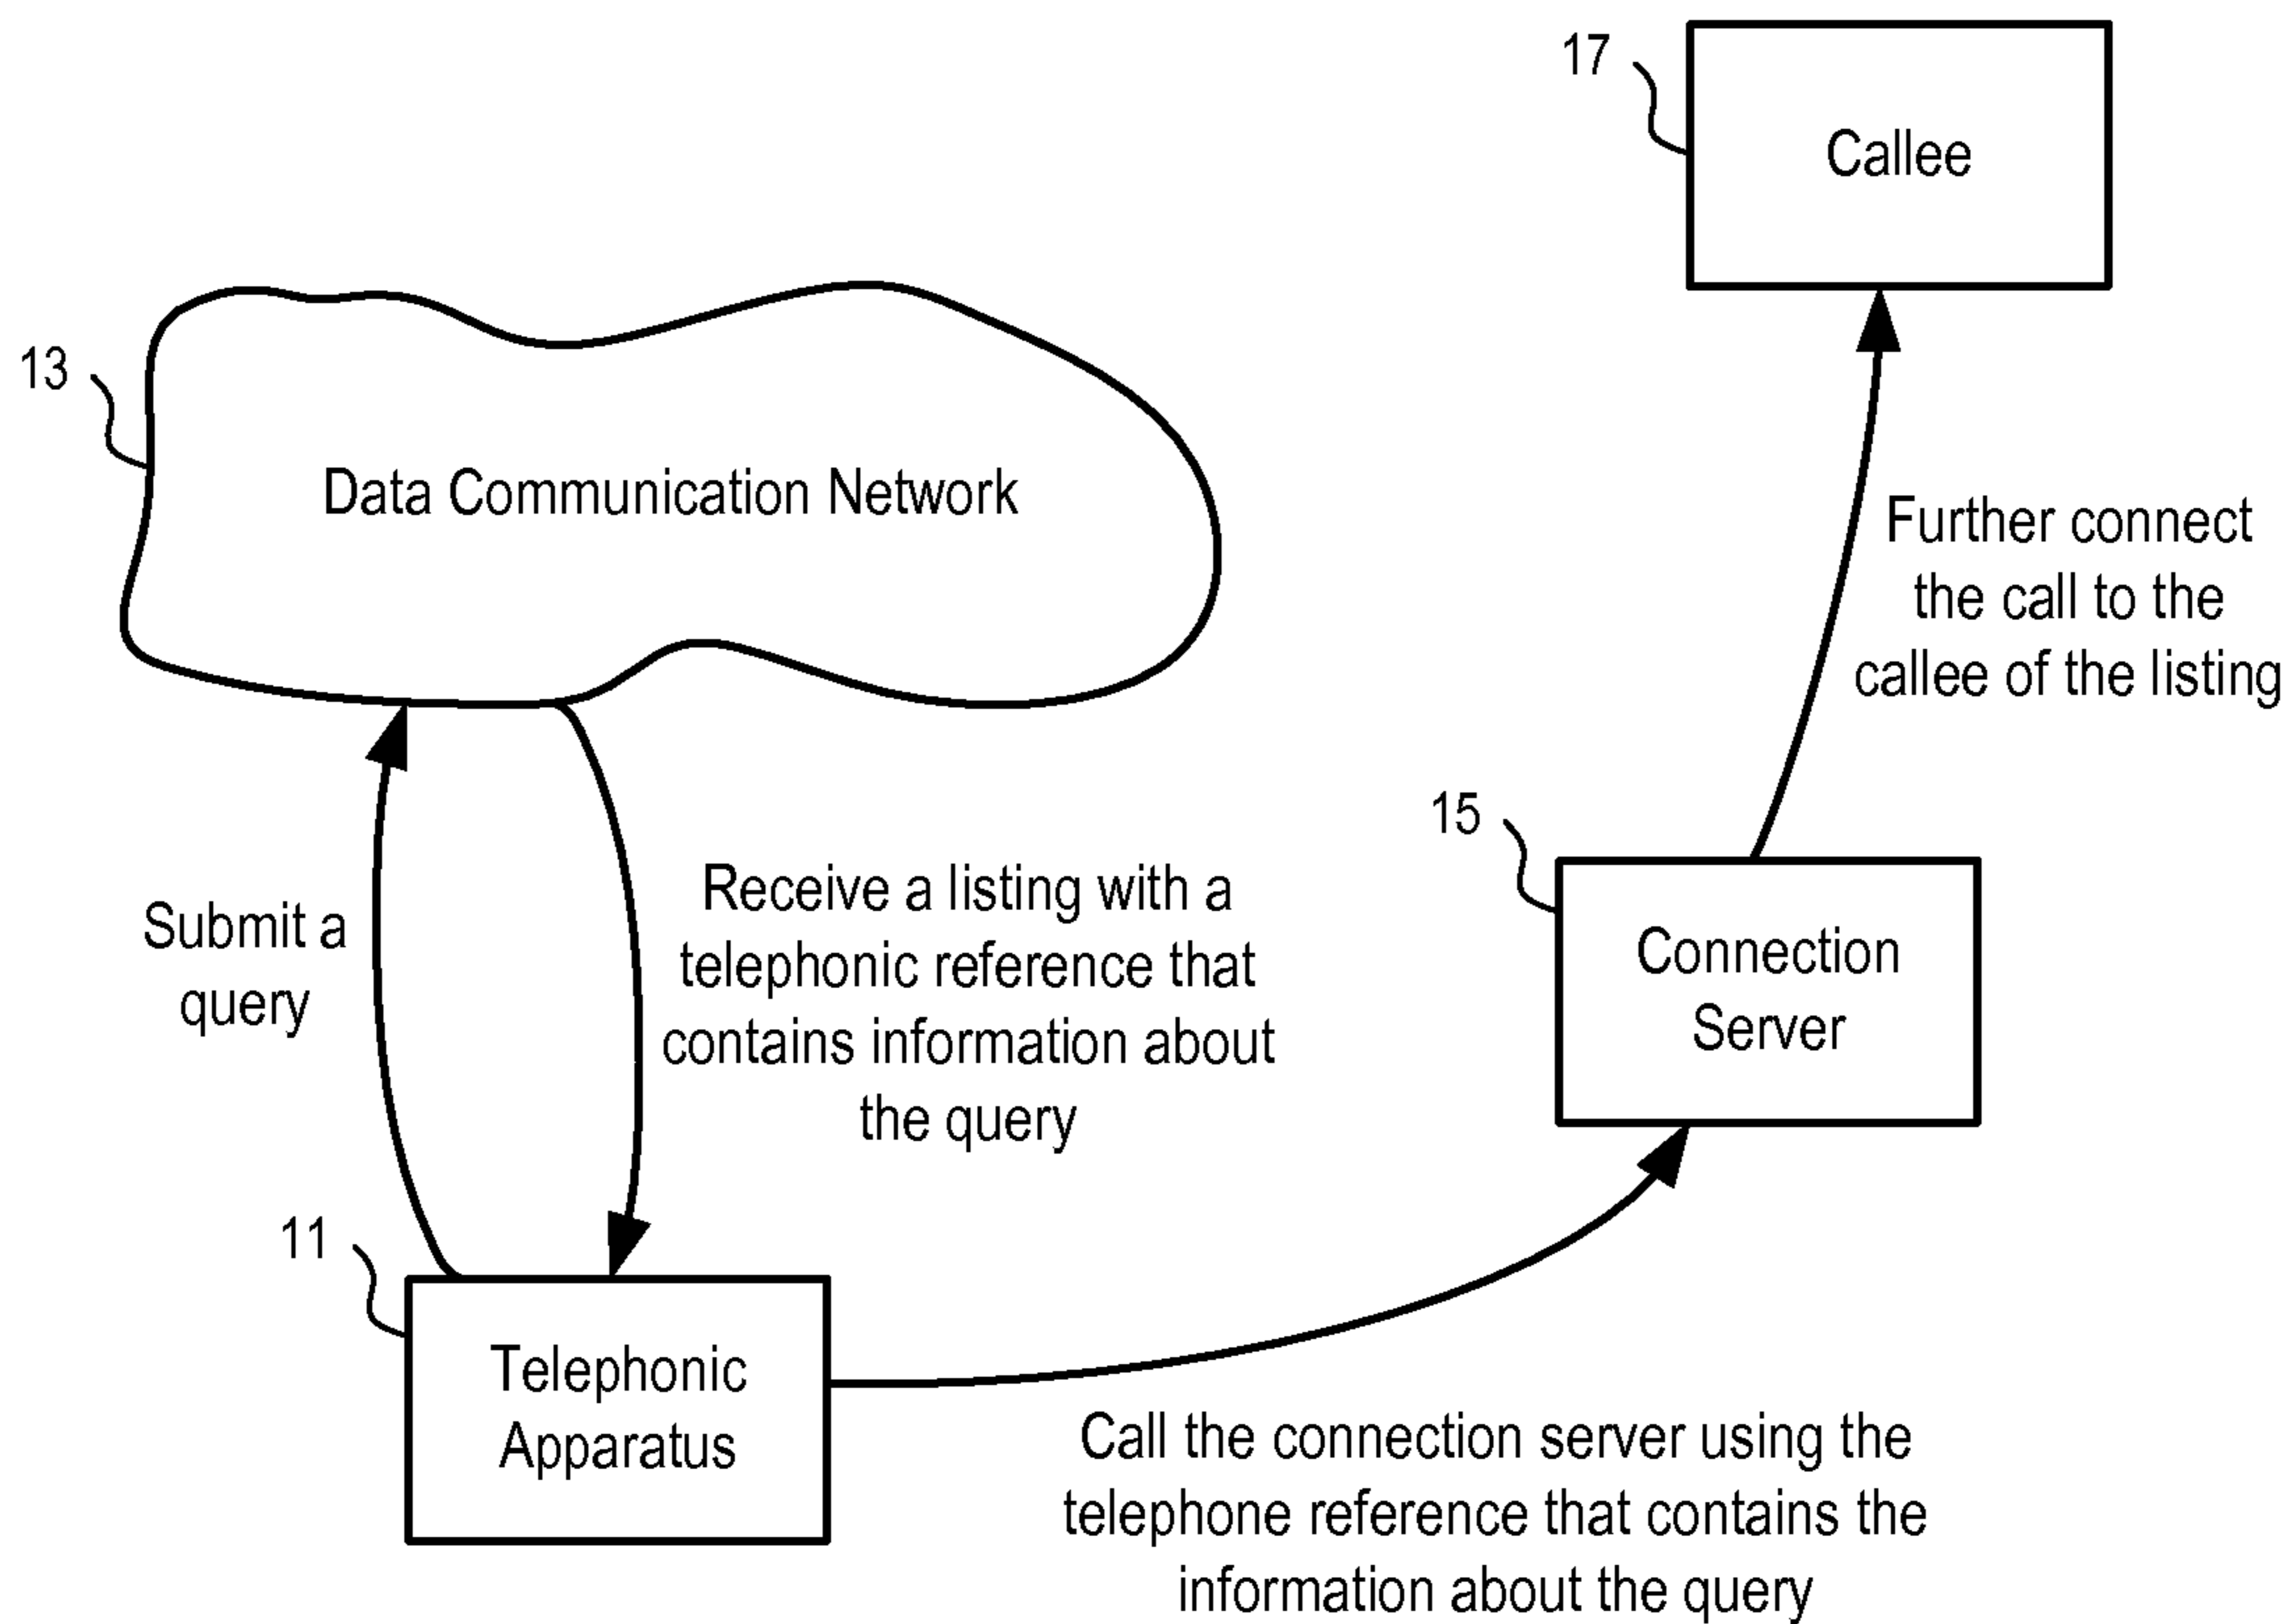 17
Callee
13
Data Communication Network
Further connect
the call to the
callee of the listing
15
Connection
Server
Submit a
query
Receive a listing with a
telephonic reference that
contains information about
the query
11
Telephonic
Apparatus
Call the connection server using the
telephone reference that contains the
information about the query